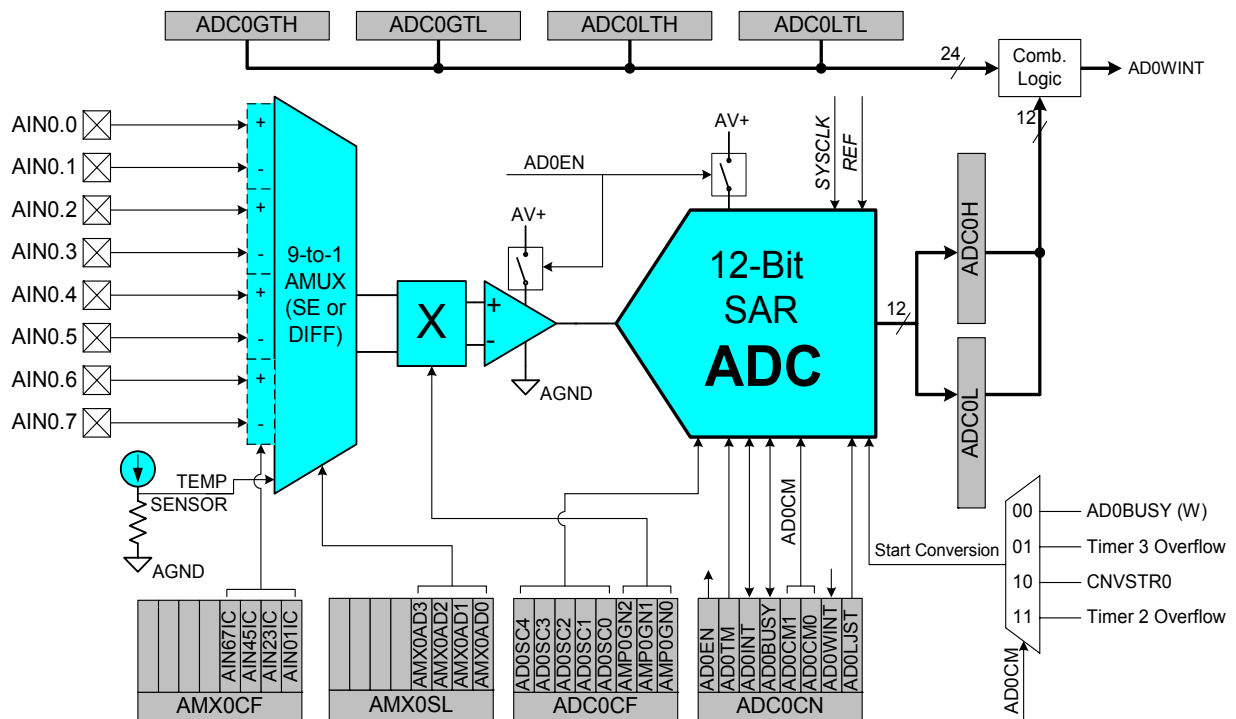 ADC0GTH
ADC0GTL
ADC0LTH
ADC0LTL
24
Comb.
Logic
AD0WINT
12
AIN0.0
AIN0.1
AIN0.2
AIN0.3
AIN0.4
AIN0.5
AIN0.6
AIN0.7
+
-
+
-
+
-
+
-
9-to-1
AMUX
(SE or
DIFF)
TEMP
SENSOR
AGND
X
+
-
AV+
AGND
AD0EN
AV+
SYSCLK
REF
12-Bit
SAR
ADC
12
ADC0H
ADC0L
Start Conversion
00
AD0BUSY (W)
01
Timer 3 Overflow
10
CNVSTR0
11
Timer 2 Overflow
AD0CM
AD0CM
AIN67IC
AIN45IC
AIN23IC
AIN01IC
AMX0CF
AMX0AD3
AMX0AD2
AMX0AD1
AMX0AD0
AMX0SL
AD0SC4
AD0SC3
AD0SC2
AD0SC1
AD0SC0
AMP0GN2
AMP0GN1
AMP0GN0
ADC0CF
AD0EN
AD0TM
AD0INT
AD0BUSY
AD0CM1
AD0CM0
AD0WINT
AD0LJST
ADC0CN